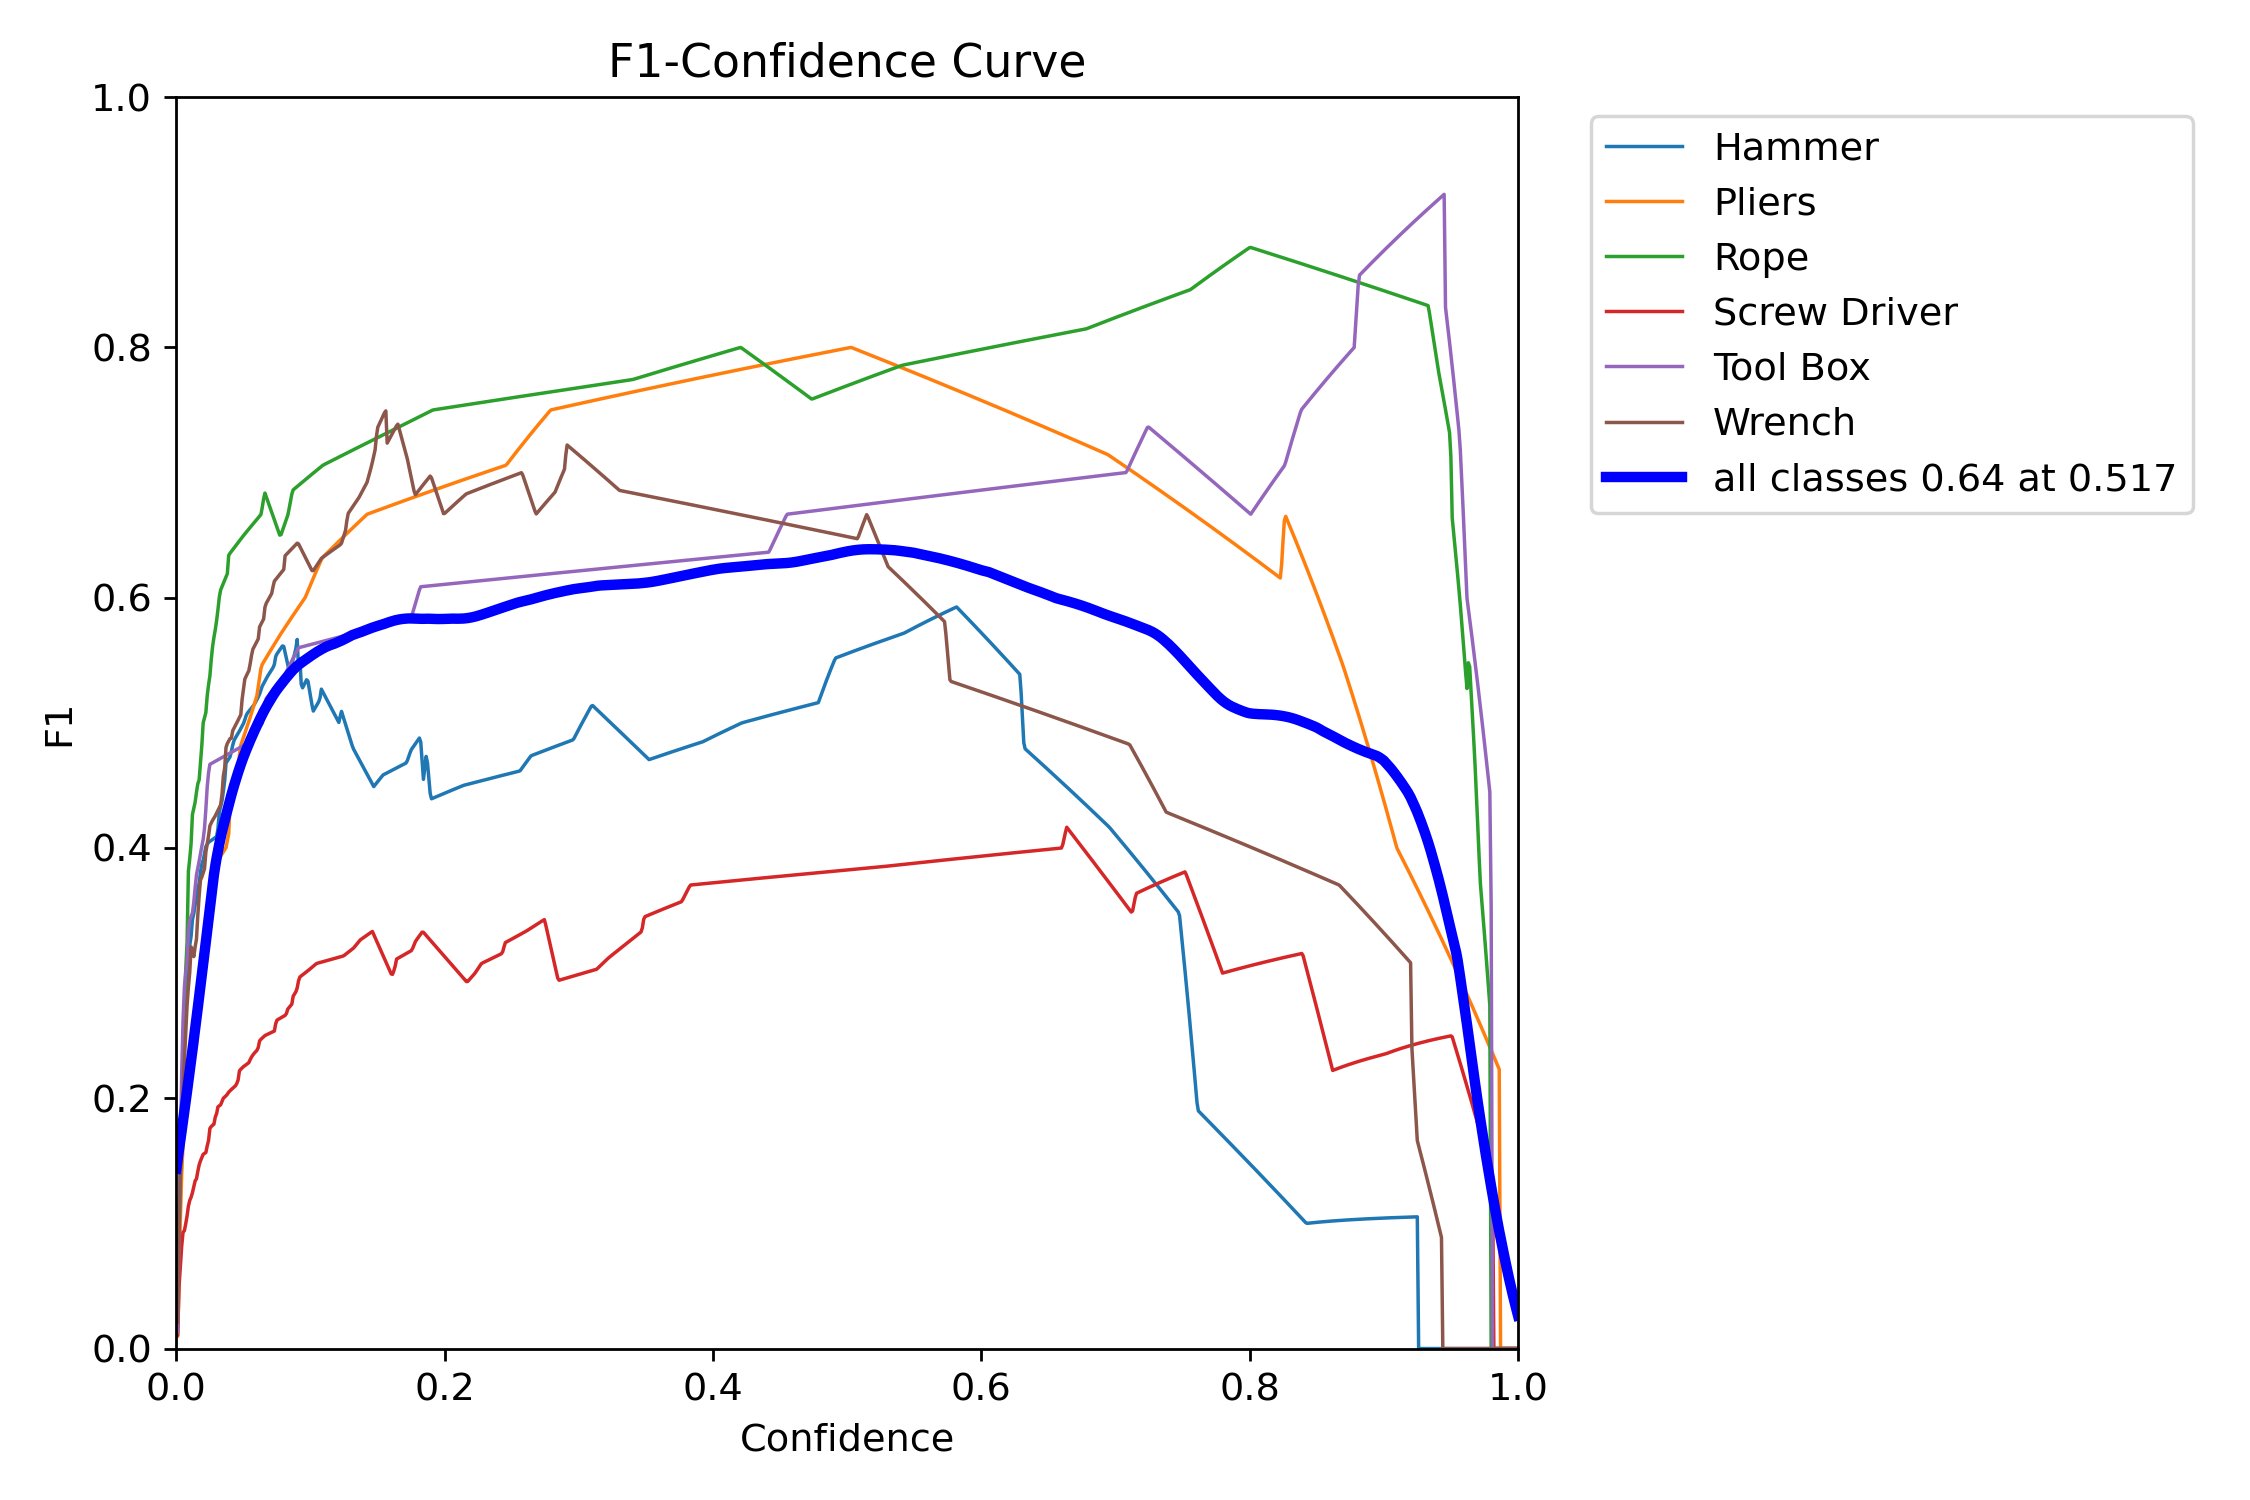 F1-Confidence Curve
1.0
0.8
0.6
0.4
0.2
0.0
F1
0.0 0.2 0.4 0.6 0.8 1.0
Confidence
Hammer
Pliers
Rope
Screw Driver
Tool Box
Wrench
all classes 0.64 at 0.517